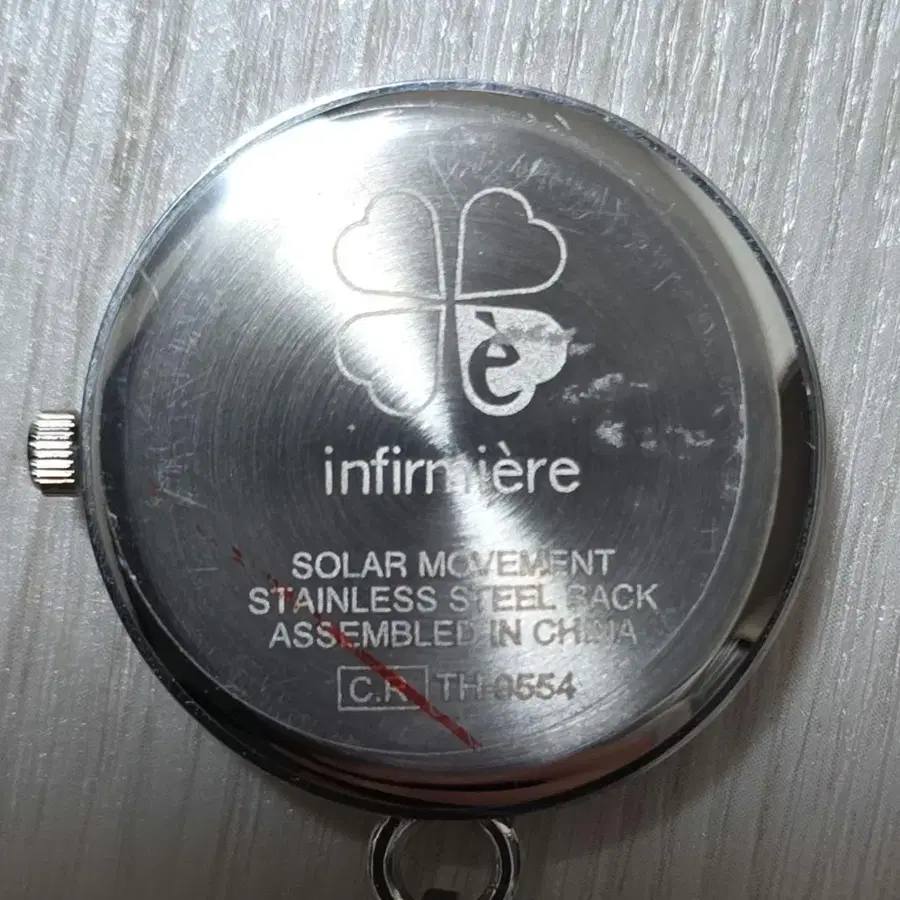 è
infirmière
SOLAR MOVEMENT
STAINLESS STEEL BACK
ASSEMBLED IN CHINA
C.R TH-0554